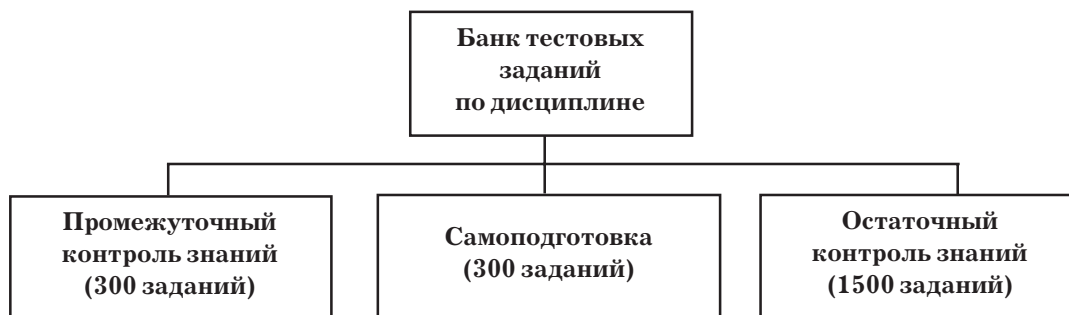 Банк тестовых
заданий
по дисциплине
Промежуточный
контроль знаний
(300 заданий)
Самоподготовка
(300 заданий)
Остаточный
контроль знаний
(1500 заданий)